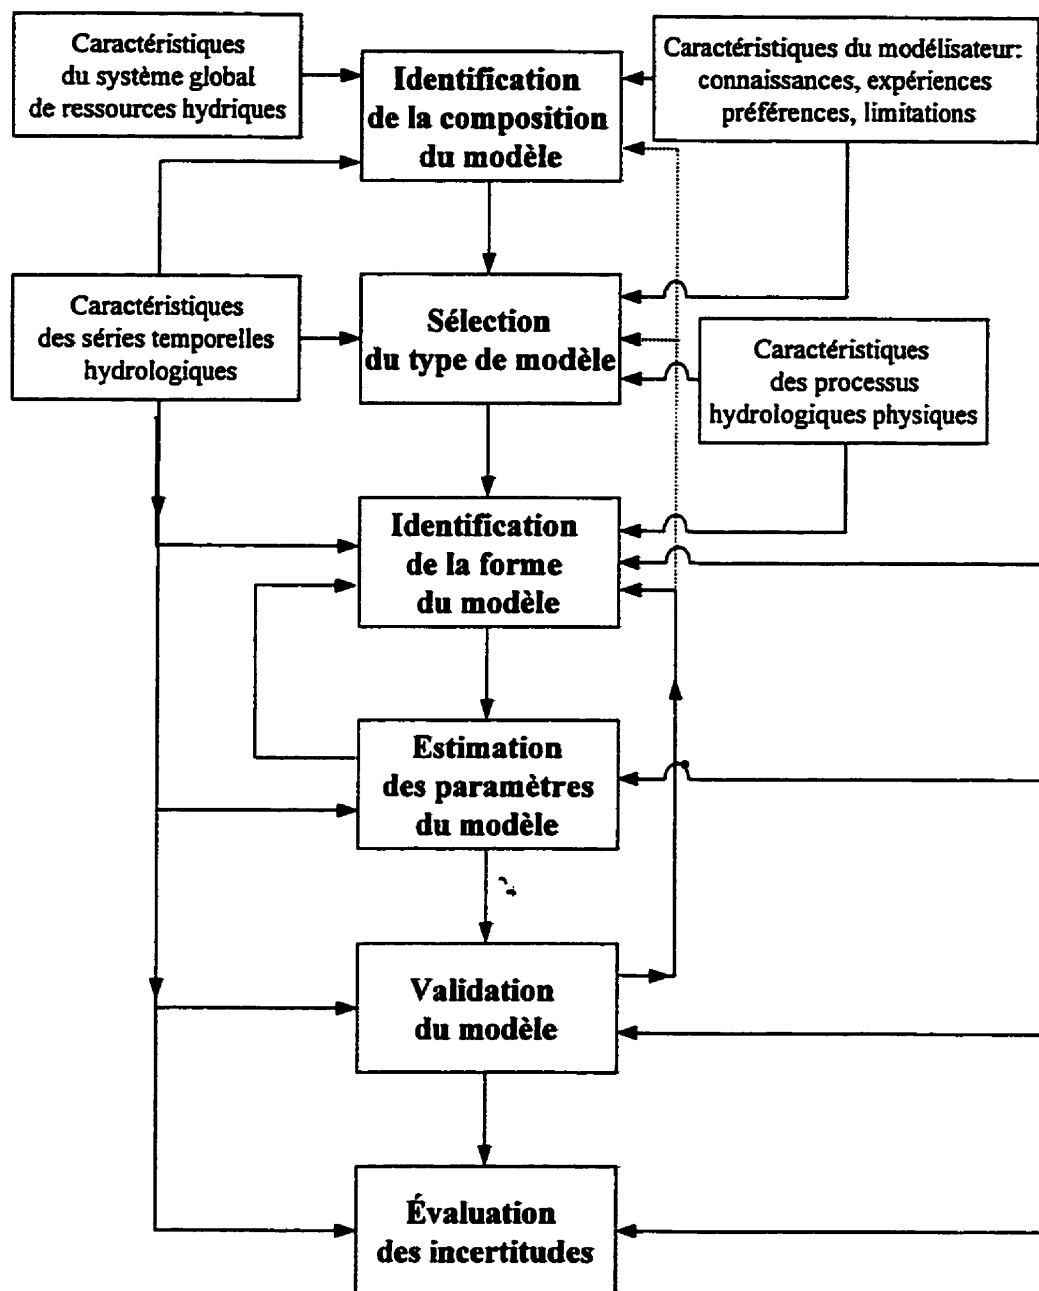 Caractéristiques
du système global
de ressources hydriques
Identification
de la composition
du modèle
Caractéristiques du modélisateur:
connaissances, expériences
préférences, limitations
Caractéristiques
des séries temporelles
hydrologiques
Sélection
du type de modèle
Caractéristiques
des processus
hydrologiques physiques
Identification
de la forme
du modèle
Estimation
des paramètres
du modèle
Validation
du modèle
Évaluation
des incertitudes